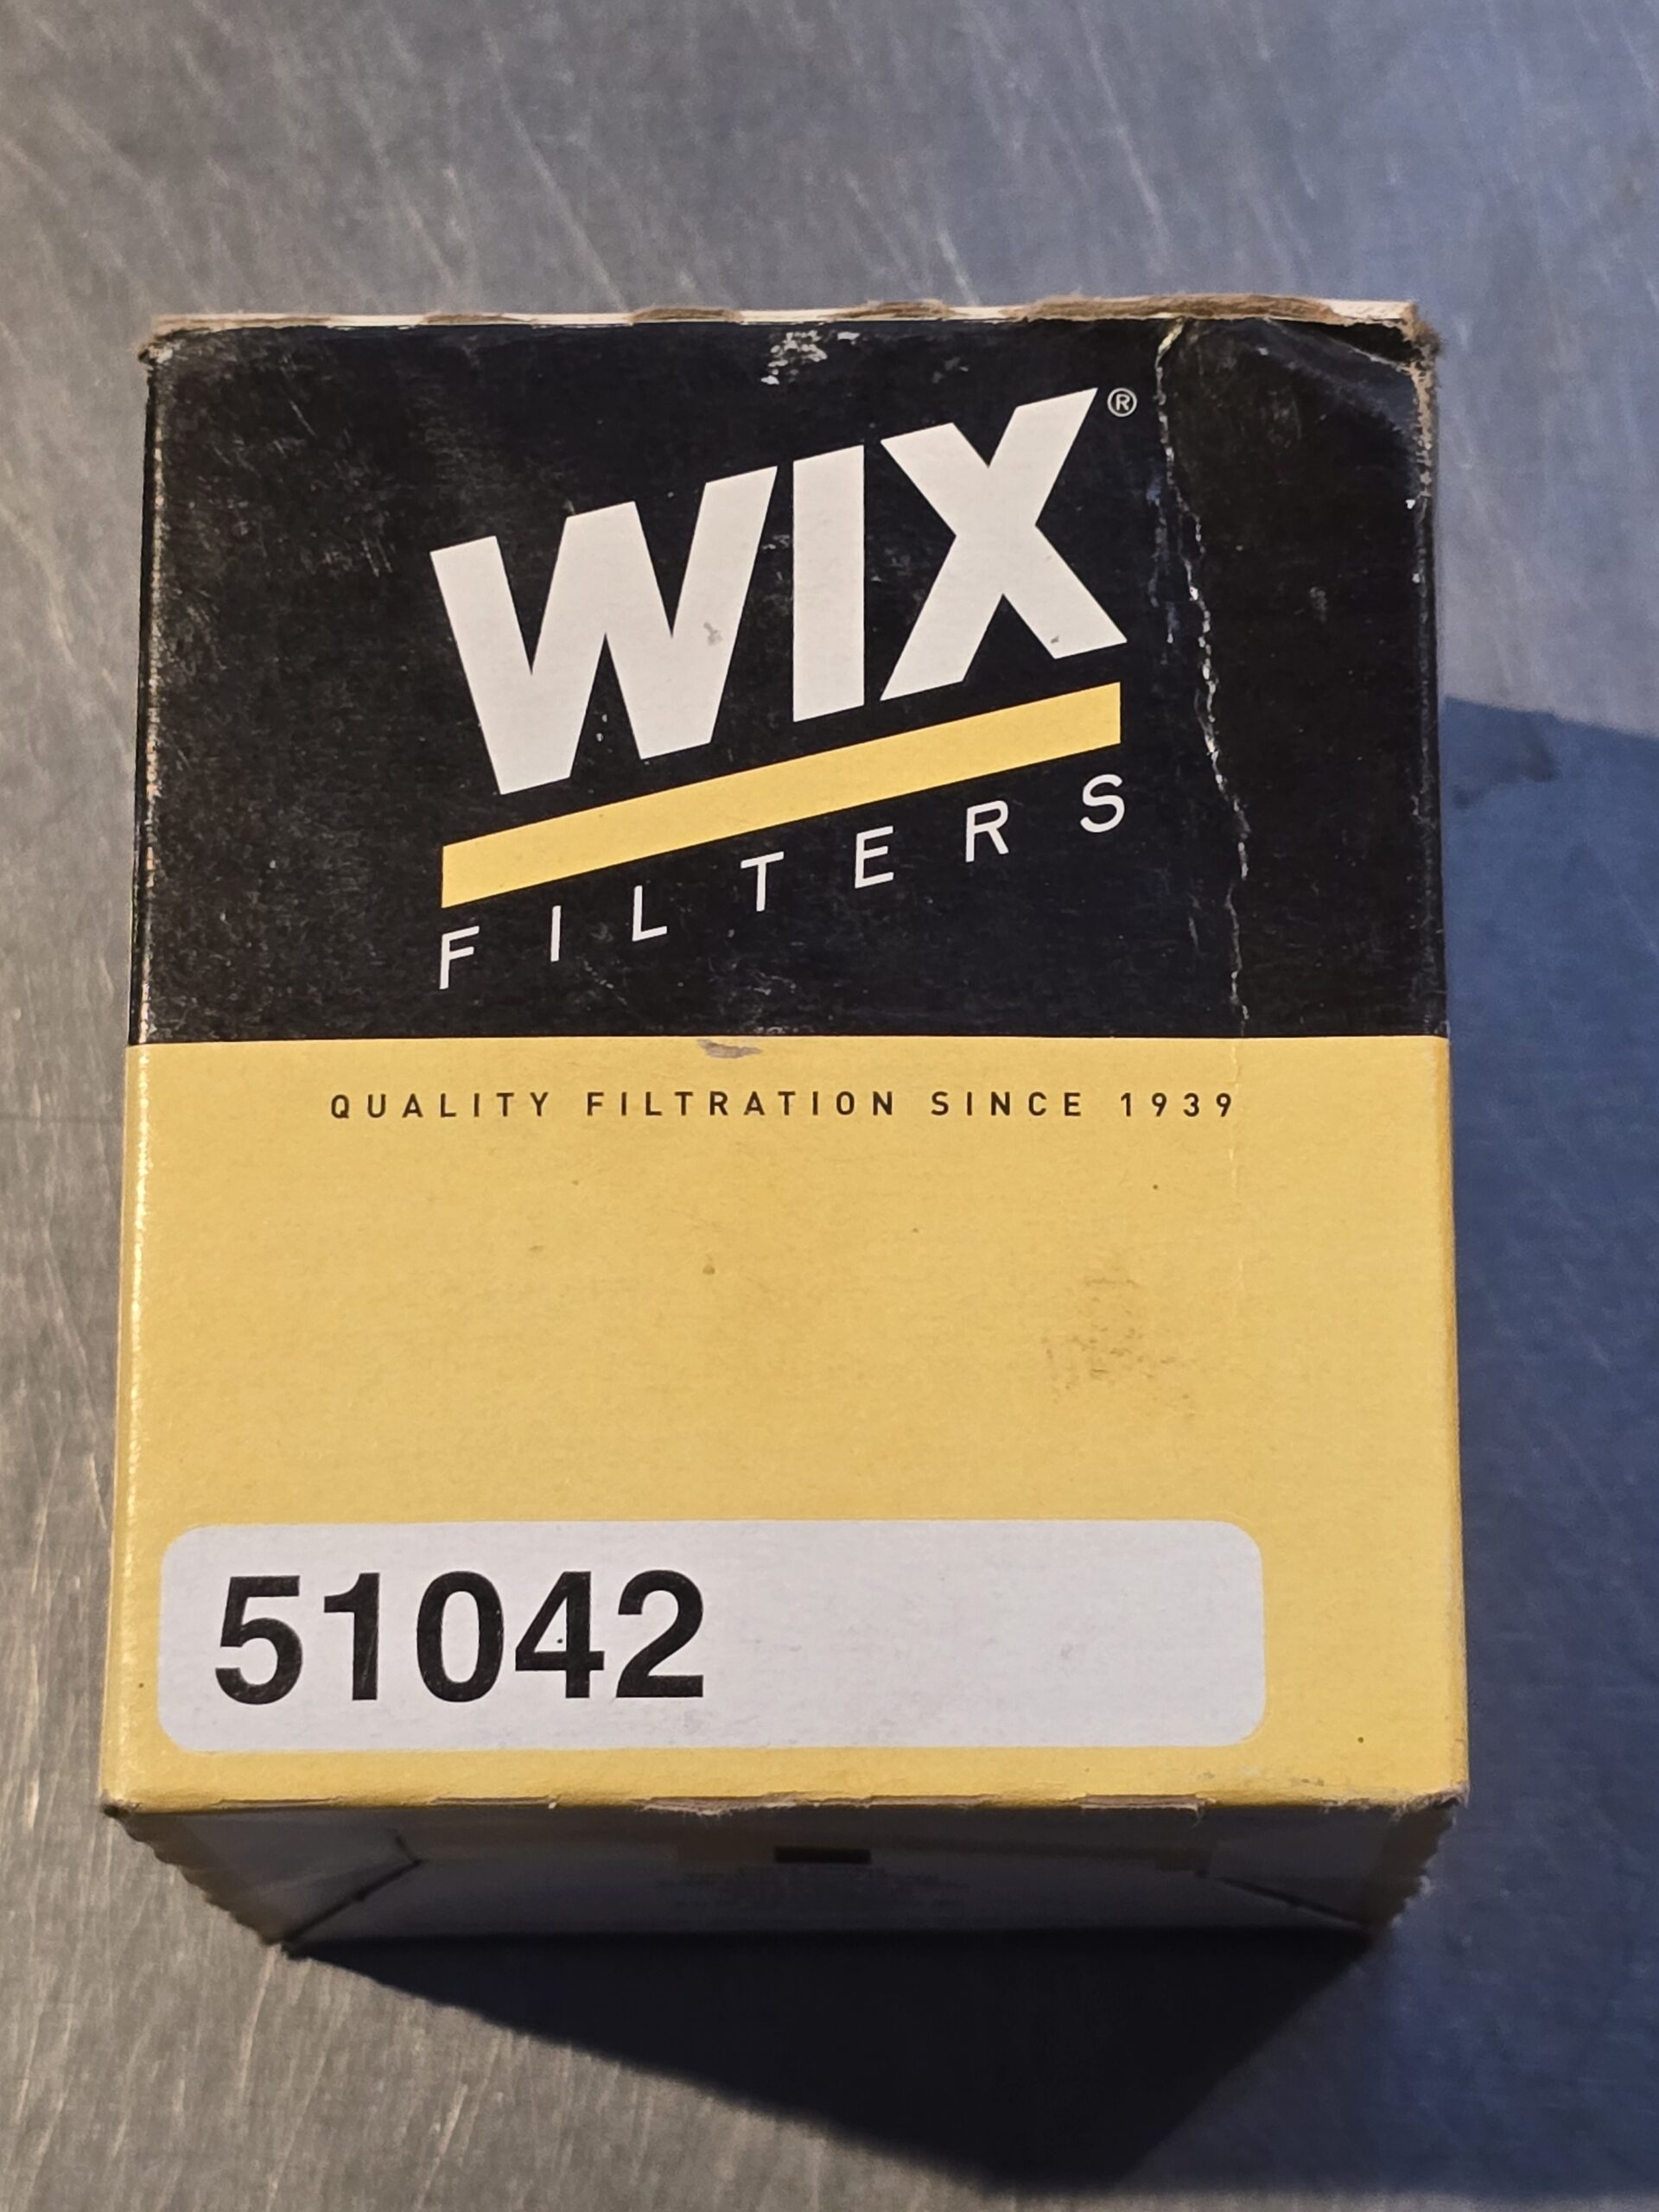 WIX®
FILTERS
QUALITY FILTRATION SINCE 1939
51042